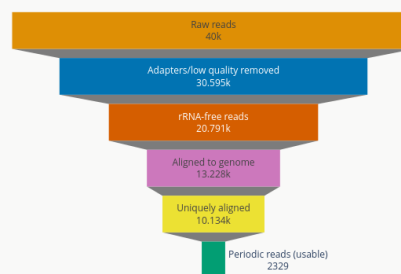 Raw reads
40k
Adapters/low quality removed
30.595k
rRNA-free reads
20.791k
Aligned to genome
13.228k
Uniquely aligned
10.134k
Periodic reads (usable)
2329